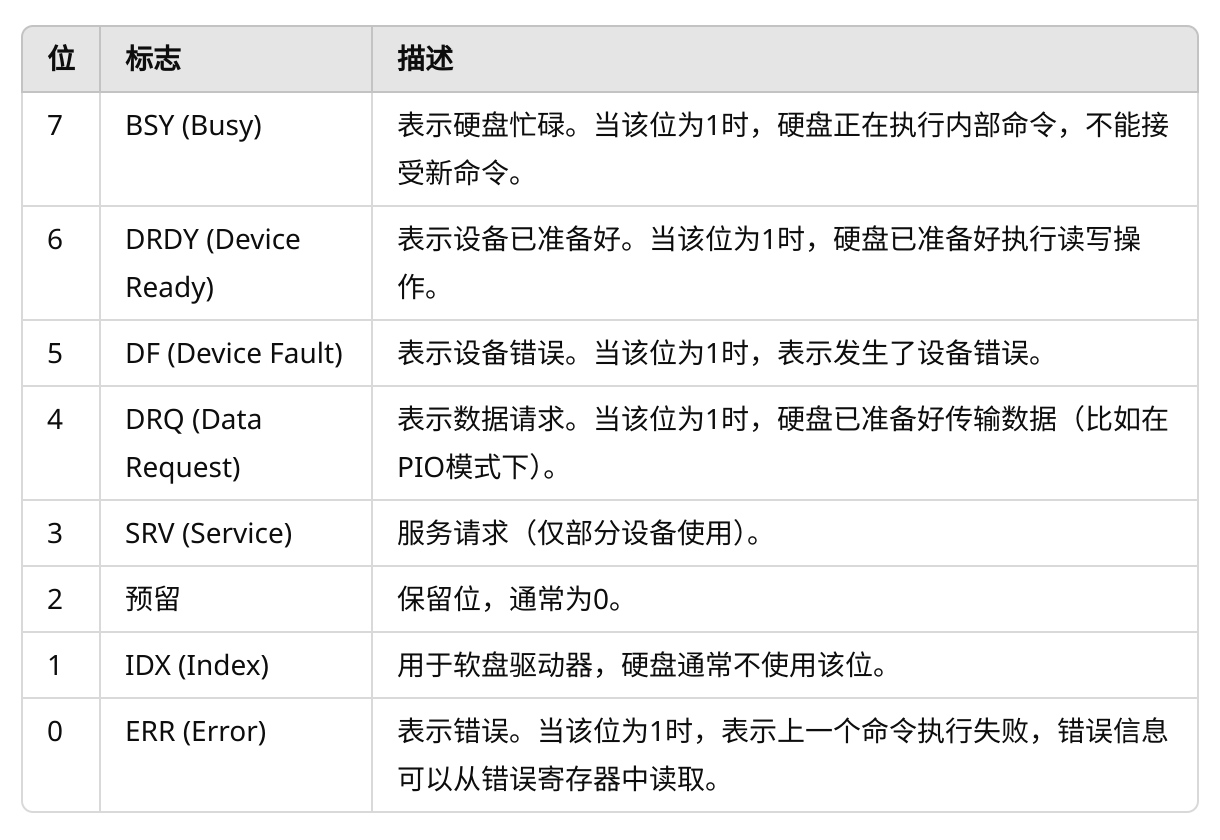 位 标志 描述
7 BSY (Busy) 表示硬盘忙碌。当该位为1时，硬盘正在执行内部命令，不能接
受新命令。
6 DRDY (Device 表示设备已准备好。当该位为1时，硬盘已准备好执行读写操
Ready) 作。
5 DF (Device Fault) 表示设备错误。当该位为1时，表示发生了设备错误。
4 DRQ (Data 表示数据请求。当该位为1时，硬盘已准备好传输数据（比如在
Request) PIO模式下）。
3 SRV (Service) 服务请求（仅部分设备使用）。
2 预留 保留位，通常为0。
1 IDX (Index) 用于软盘驱动器，硬盘通常不使用该位。
0 ERR (Error) 表示错误。当该位为1时，表示上一个命令执行失败，错误信息
可以从错误寄存器中读取。